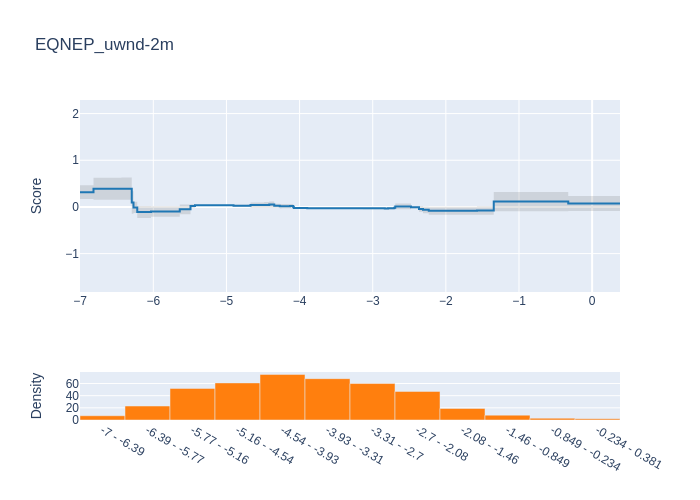 EQNEP_uwnd-2m
Score
2
1
0
−1
−7
−6
−5
−4
−3
−2
−1
0
Density
60
40
20
0
-7 - -6.39
-6.39 - -5.77
-5.77 - -5.16
-5.16 - -4.54
-4.54 - -3.93
-3.93 - -3.31
-3.31 - -2.7
-2.7 - -2.08
-2.08 - -1.46
-1.46 - -0.849
-0.849 - -0.234
-0.234 - 0.381